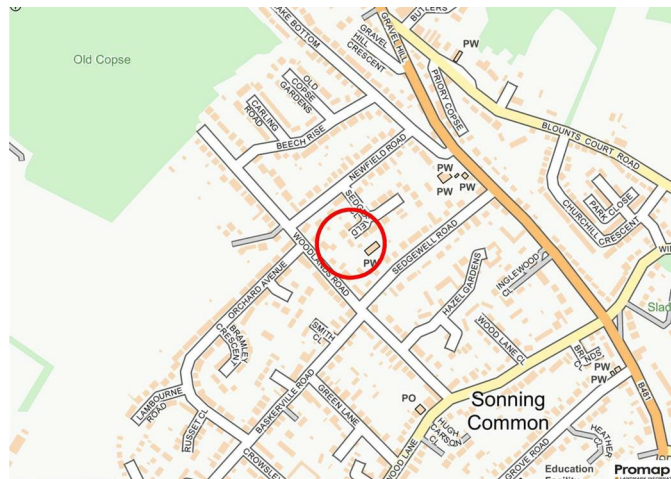 LAKE BOTTOM
BUTLERS
GRAVEL HILL
PW
GRAVEL
HILL
CRESCENT
Old Copse
OLD
COPSE
GARDENS
PRIORY COPSE
CARLING
ROAD
BLOUNTS COURT ROAD
BEECH RISE
NEWFIELD ROAD
PW
PW
PW
PARK
CLOSE
CHURCHILL
CRESCENT
WOODLANDS ROAD
PW
SEDGEWELL ROAD
ORCHARD AVENUE
HAZEL GARDENS
INGLEWOOD
CL
SMITH
CL
BRAMLEY
CRESCENT
WOOD LANE CL
LAMBOURNE
ROAD
RUSSET CL
BASKERVILLE ROAD
GREEN LANE
PW
B481
PO
Sonning
Common
HUGH
CARSON
CL
WOOD LANE
GROVE ROAD
HEATHER
CROWSLEY
Education
Promap